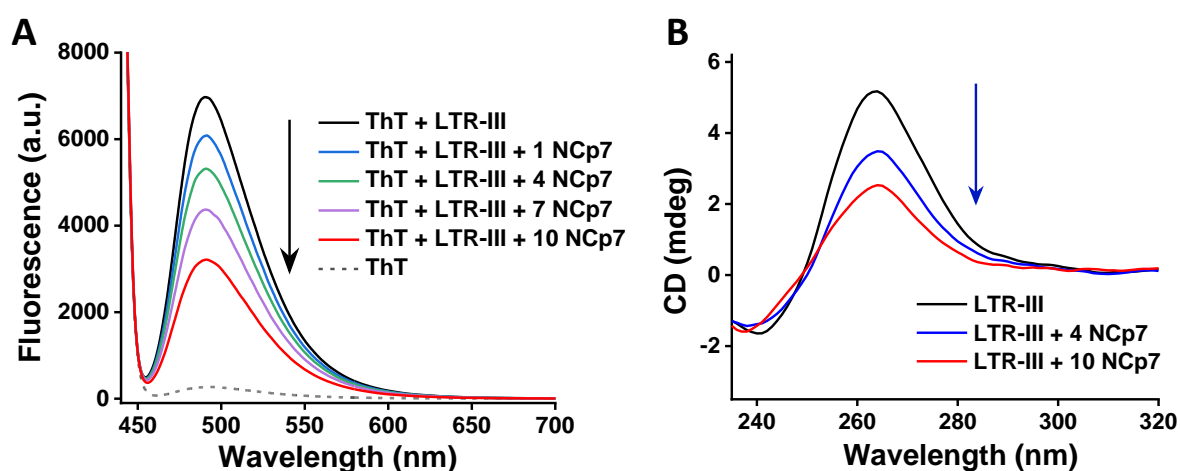 A
Fluorescence (a.u.)
8000
6000
4000
2000
0
450 500 550 600 650 700
Wavelength (nm)
ThT + LTR-III
ThT + LTR-III + 1 NCp7
ThT + LTR-III + 4 NCp7
ThT + LTR-III + 7 NCp7
ThT + LTR-III + 10 NCp7
ThT
B
CD (mdeg)
6
4
2
0
-2
240 260 280 300 320
Wavelength (nm)
LTR-III
LTR-III + 4 NCp7
LTR-III + 10 NCp7